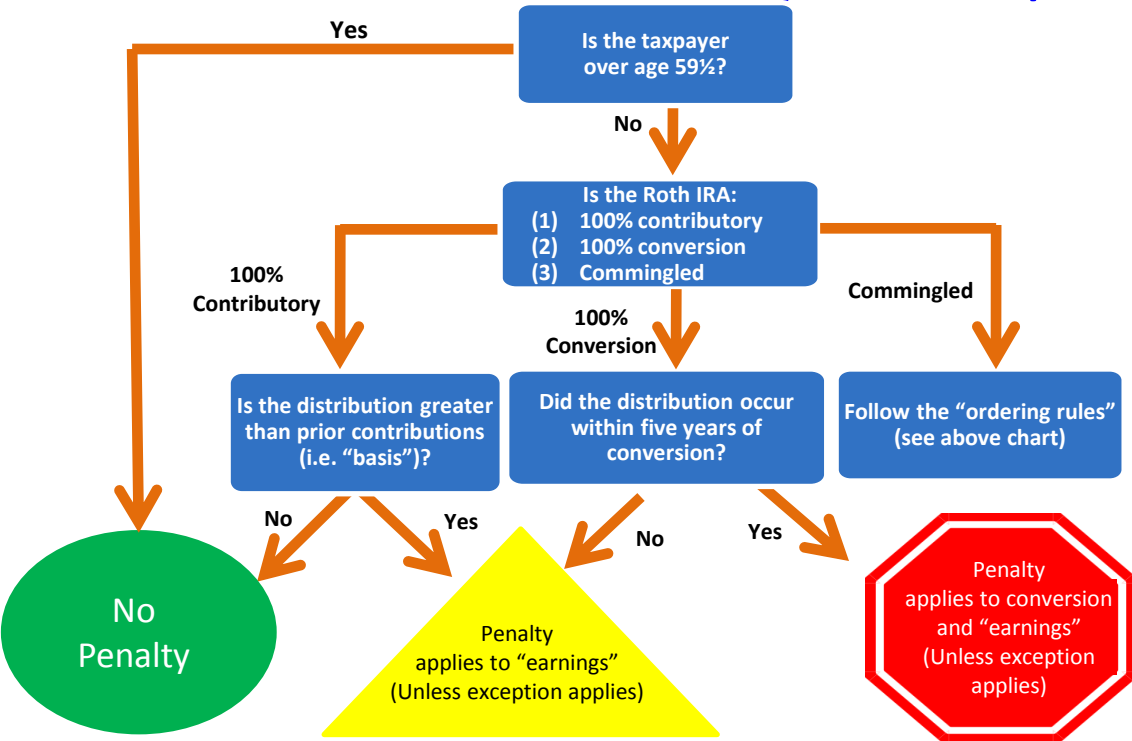 Yes
Is the taxpayer
over age 59½?
No
Is the Roth IRA:
(1) 100% contributory
(2) 100% conversion
(3) Commingled
100%
Contributory
100%
Conversion
Commingled
Is the distribution greater
than prior contributions
(i.e. “basis”)?
Did the distribution occur
within five years of
conversion?
Follow the “ordering rules”
(see above chart)
No
Yes
No
Yes
No
Penalty
Penalty
applies to “earnings”
(Unless exception applies)
Penalty
applies to conversion
and “earnings”
(Unless exception
applies)